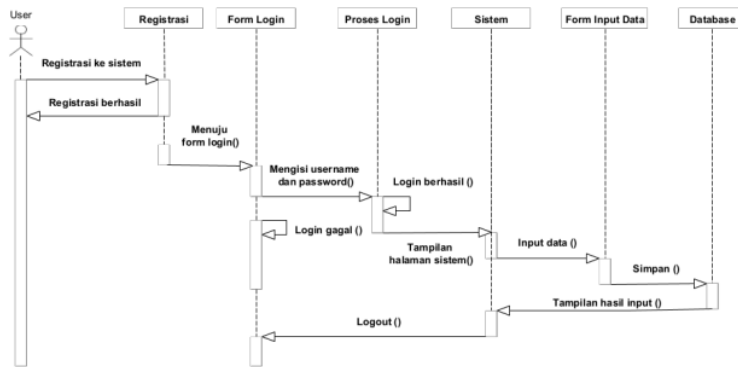 User
Registrasi
Form Login
Proses Login
Sistem
Form Input Data
Database
Registrasi ke sistem
Registrasi berhasil
Menuju
form login()
Mengisi username
dan password()
Login berhasil ()
Login gagal ()
Tampilan
halaman sistem()
Input data ()
Simpan ()
Tampilan hasil input ()
Logout ()